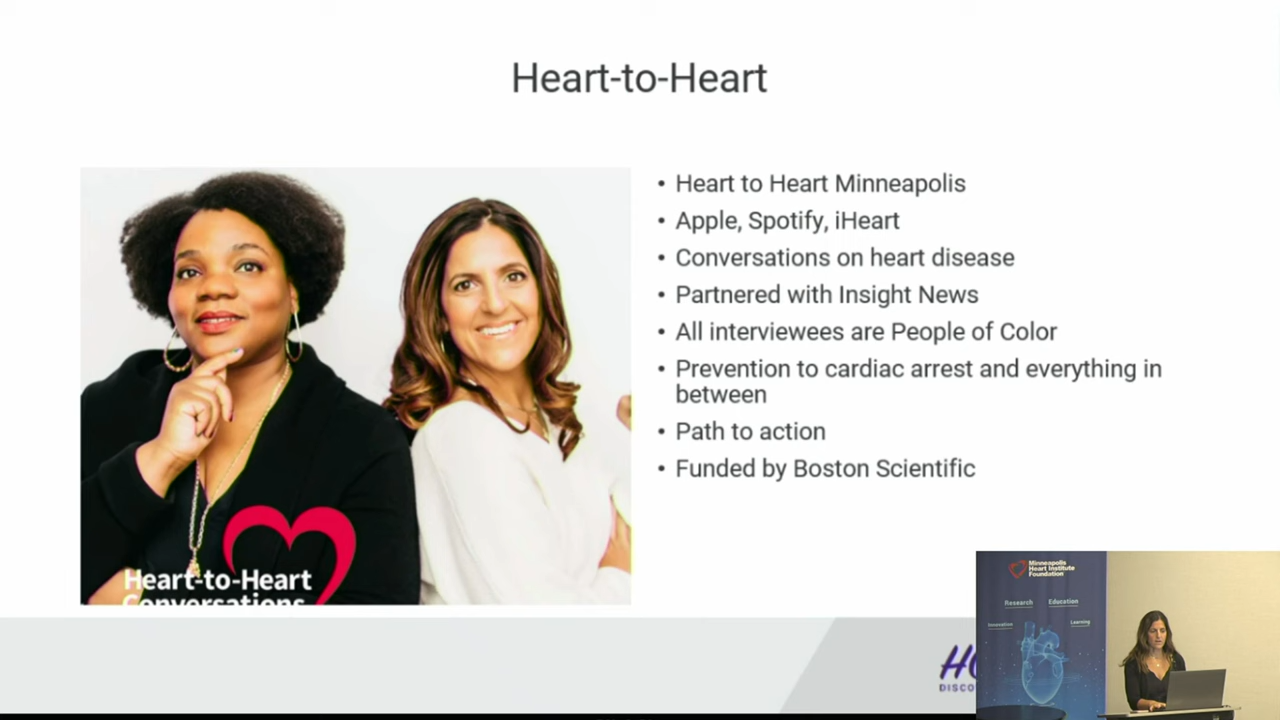 Heart-to-Heart
• Heart to Heart Minneapolis
• Apple, Spotify, iHeart
• Conversations on heart disease
• Partnered with Insight News
• All interviewees are People of Color
• Prevention to cardiac arrest and everything in
between
• Path to action
• Funded by Boston Scientific
Heart-to-Heart
Conversations
Minneapolis
Heart Institute
Foundation
Research Education
Innovation Learning